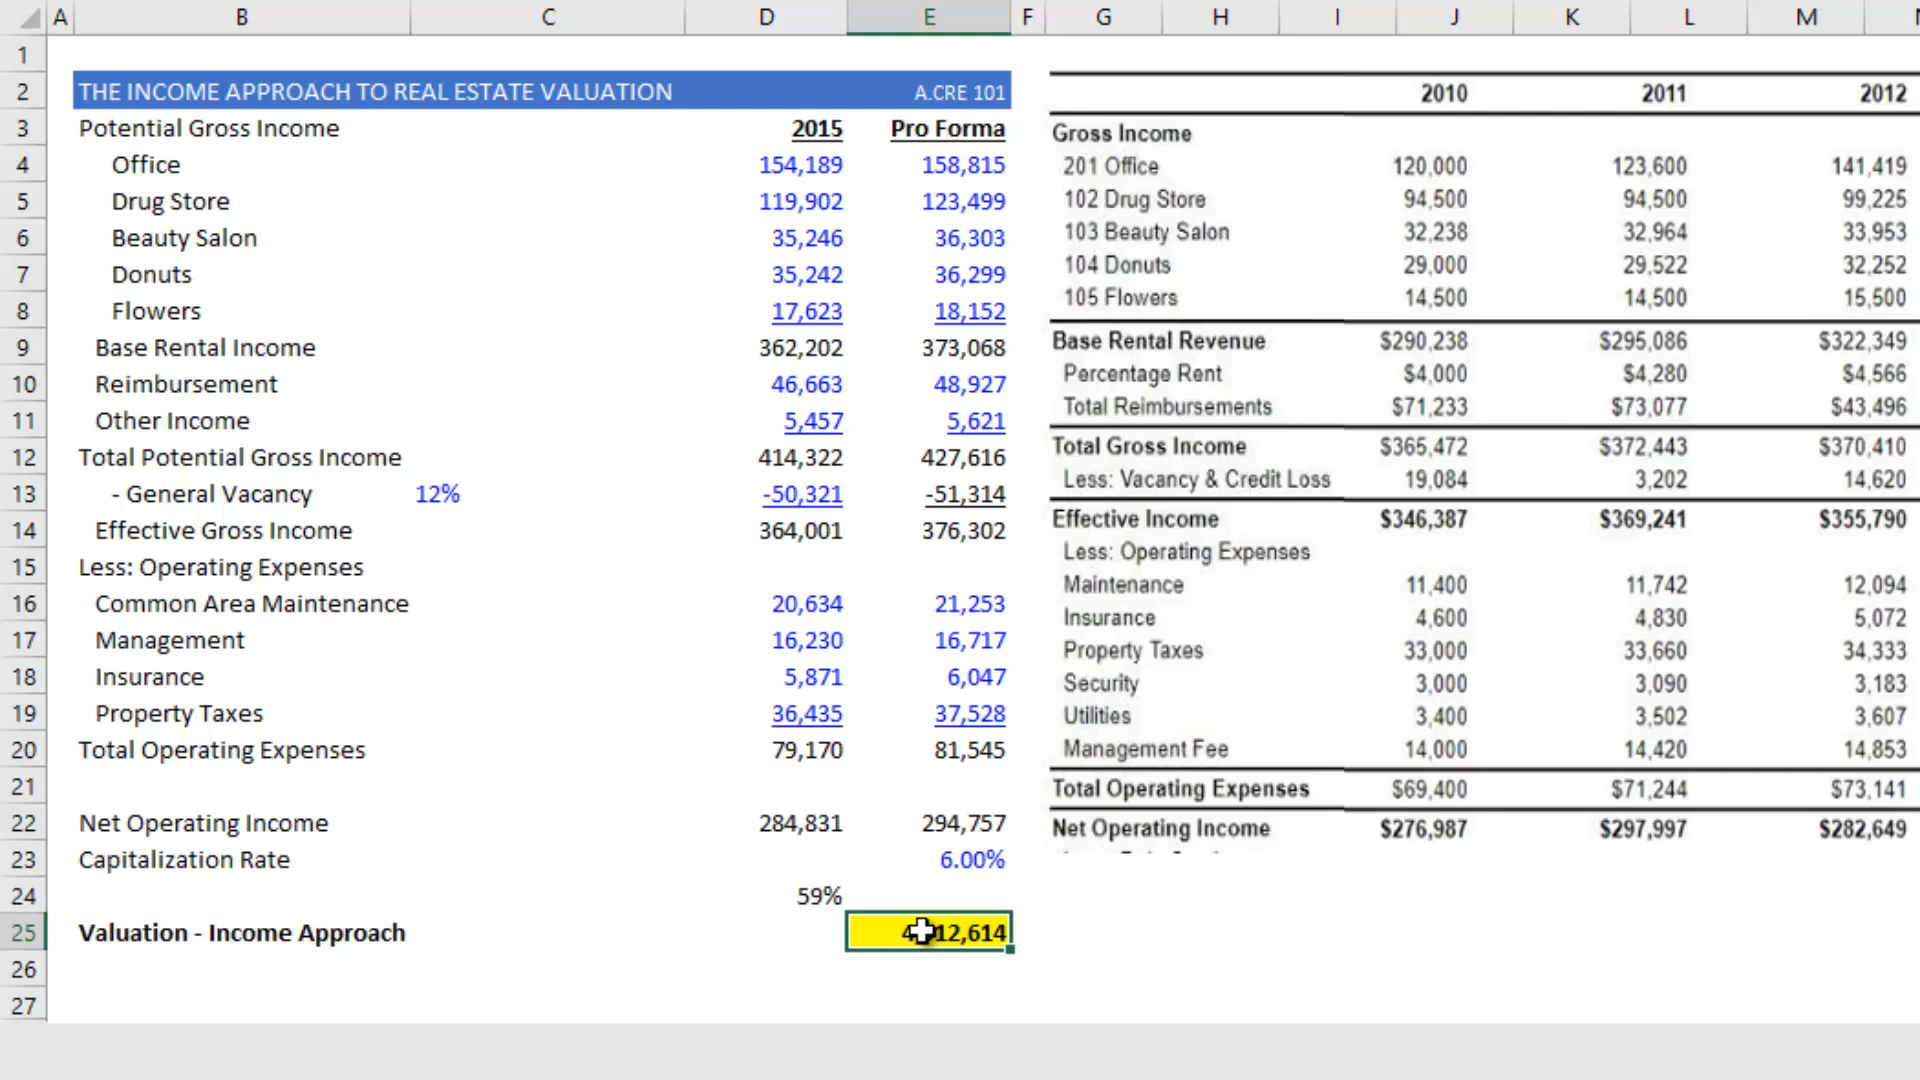 A B C D E F G H I J K L M
1
2 THE INCOME APPROACH TO REAL ESTATE VALUATION A.CRE 101
3 Potential Gross Income 2015 Pro Forma
4 Office 154,189 158,815
5 Drug Store 119,902 123,499
6 Beauty Salon 35,246 36,303
7 Donuts 35,242 36,299
8 Flowers 17,623 18,152
9 Base Rental Income 362,202 373,068
10 Reimbursement 46,663 48,927
11 Other Income 5,457 5,621
12 Total Potential Gross Income 414,322 427,616
13 - General Vacancy 12% -50,321 -51,314
14 Effective Gross Income 364,001 376,302
15 Less: Operating Expenses
16 Common Area Maintenance 20,634 21,253
17 Management 16,230 16,717
18 Insurance 5,871 6,047
19 Property Taxes 36,435 37,528
20 Total Operating Expenses 79,170 81,545
21
22 Net Operating Income 284,831 294,757
23 Capitalization Rate 6.00%
24 59%
25 Valuation - Income Approach
26
27
2010 2011 2012
Gross Income
201 Office 120,000 123,600 141,419
102 Drug Store 94,500 94,500 99,225
103 Beauty Salon 32,238 32,964 33,953
104 Donuts 29,000 29,522 32,252
105 Flowers 14,500 14,500 15,500
Base Rental Revenue $290,238 $295,086 $322,349
Percentage Rent $4,000 $4,280 $4,566
Total Reimbursements $71,233 $73,077 $43,496
Total Gross Income $365,472 $372,443 $370,410
Less: Vacancy & Credit Loss 19,084 3,202 14,620
Effective Income $346,387 $369,241 $355,790
Less: Operating Expenses
Maintenance 11,400 11,742 12,094
Insurance 4,600 4,830 5,072
Property Taxes 33,000 33,660 34,333
Security 3,000 3,090 3,183
Utilities 3,400 3,502 3,607
Management Fee 14,000 14,420 14,853
Total Operating Expenses $69,400 $71,244 $73,141
Net Operating Income $276,987 $297,997 $282,649